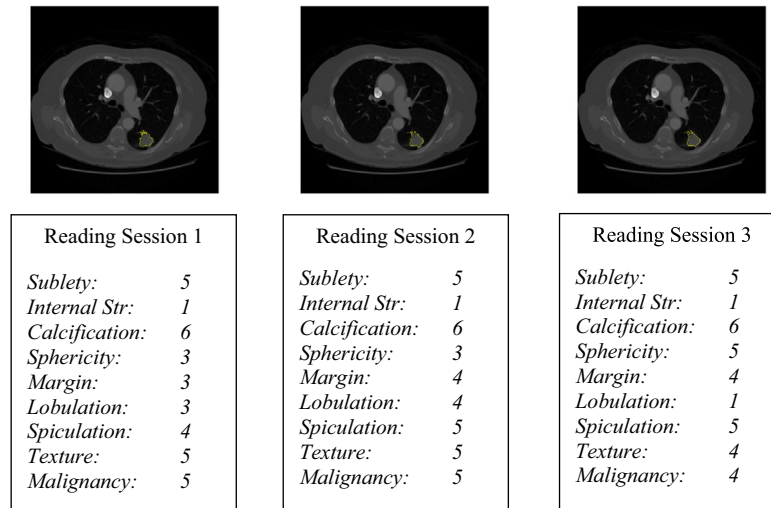 Reading Session 1
Sublety: 5
Internal Str: 1
Calcification: 6
Sphericity: 3
Margin: 3
Lobulation: 3
Spiculation: 4
Texture: 5
Malignancy: 5
Reading Session 2
Sublety: 5
Internal Str: 1
Calcification: 6
Sphericity: 3
Margin: 4
Lobulation: 4
Spiculation: 5
Texture: 5
Malignancy: 5
Reading Session 3
Sublety: 5
Internal Str: 1
Calcification: 6
Sphericity: 5
Margin: 4
Lobulation: 1
Spiculation: 5
Texture: 4
Malignancy: 4